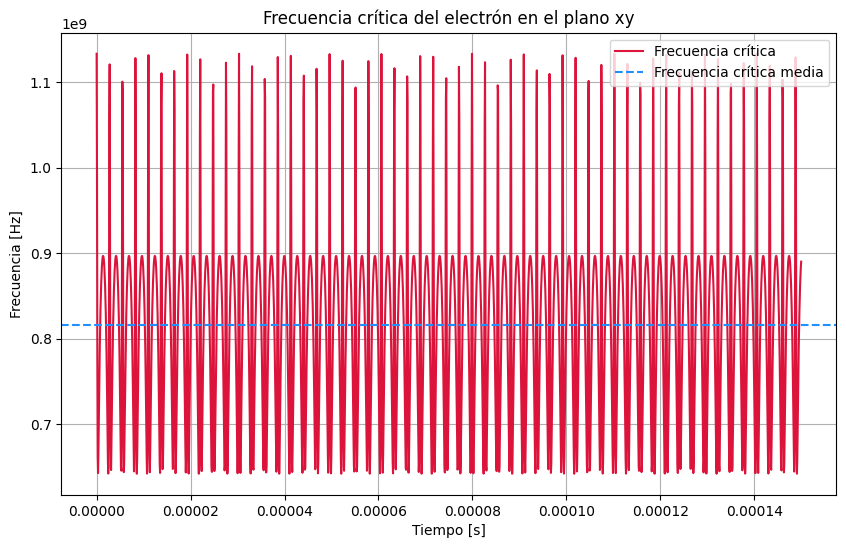 Frecuencia crítica del electrón en el plano xy
1e9
Frecuencia crítica
Frecuencia crítica media
1.1
1.0
0.9
0.8
0.7
Frecuencia [Hz]
0.00000 0.00002 0.00004 0.00006 0.00008 0.00010 0.00012 0.00014
Tiempo [s]